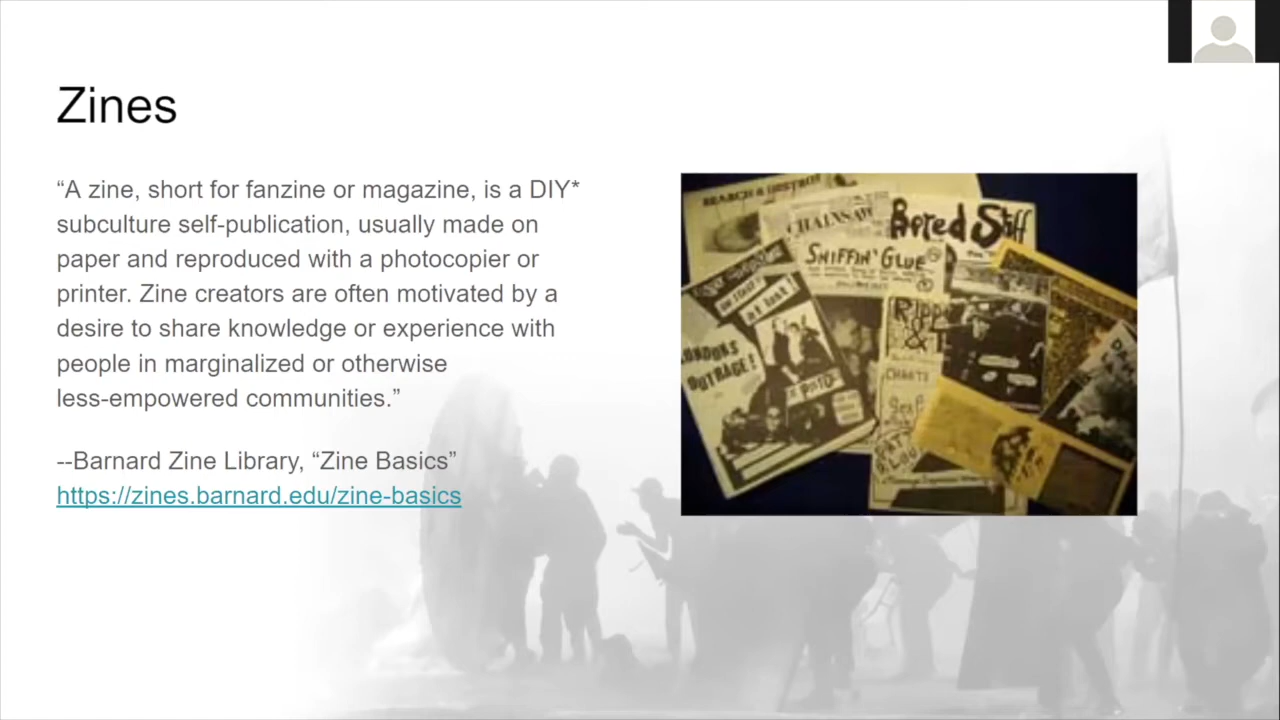 Zines
“A zine, short for fanzine or magazine, is a DIY*
subculture self-publication, usually made on
paper and reproduced with a photocopier or
printer. Zine creators are often motivated by a
desire to share knowledge or experience with
people in marginalized or otherwise
less-empowered communities.”
--Barnard Zine Library, “Zine Basics”
https://zines.barnard.edu/zine-basics
SEARCH & DESTROY
CHAINSAW
Bored Stiff
SNIFFIN' GLUE
LONDONS
OUTRAGE!